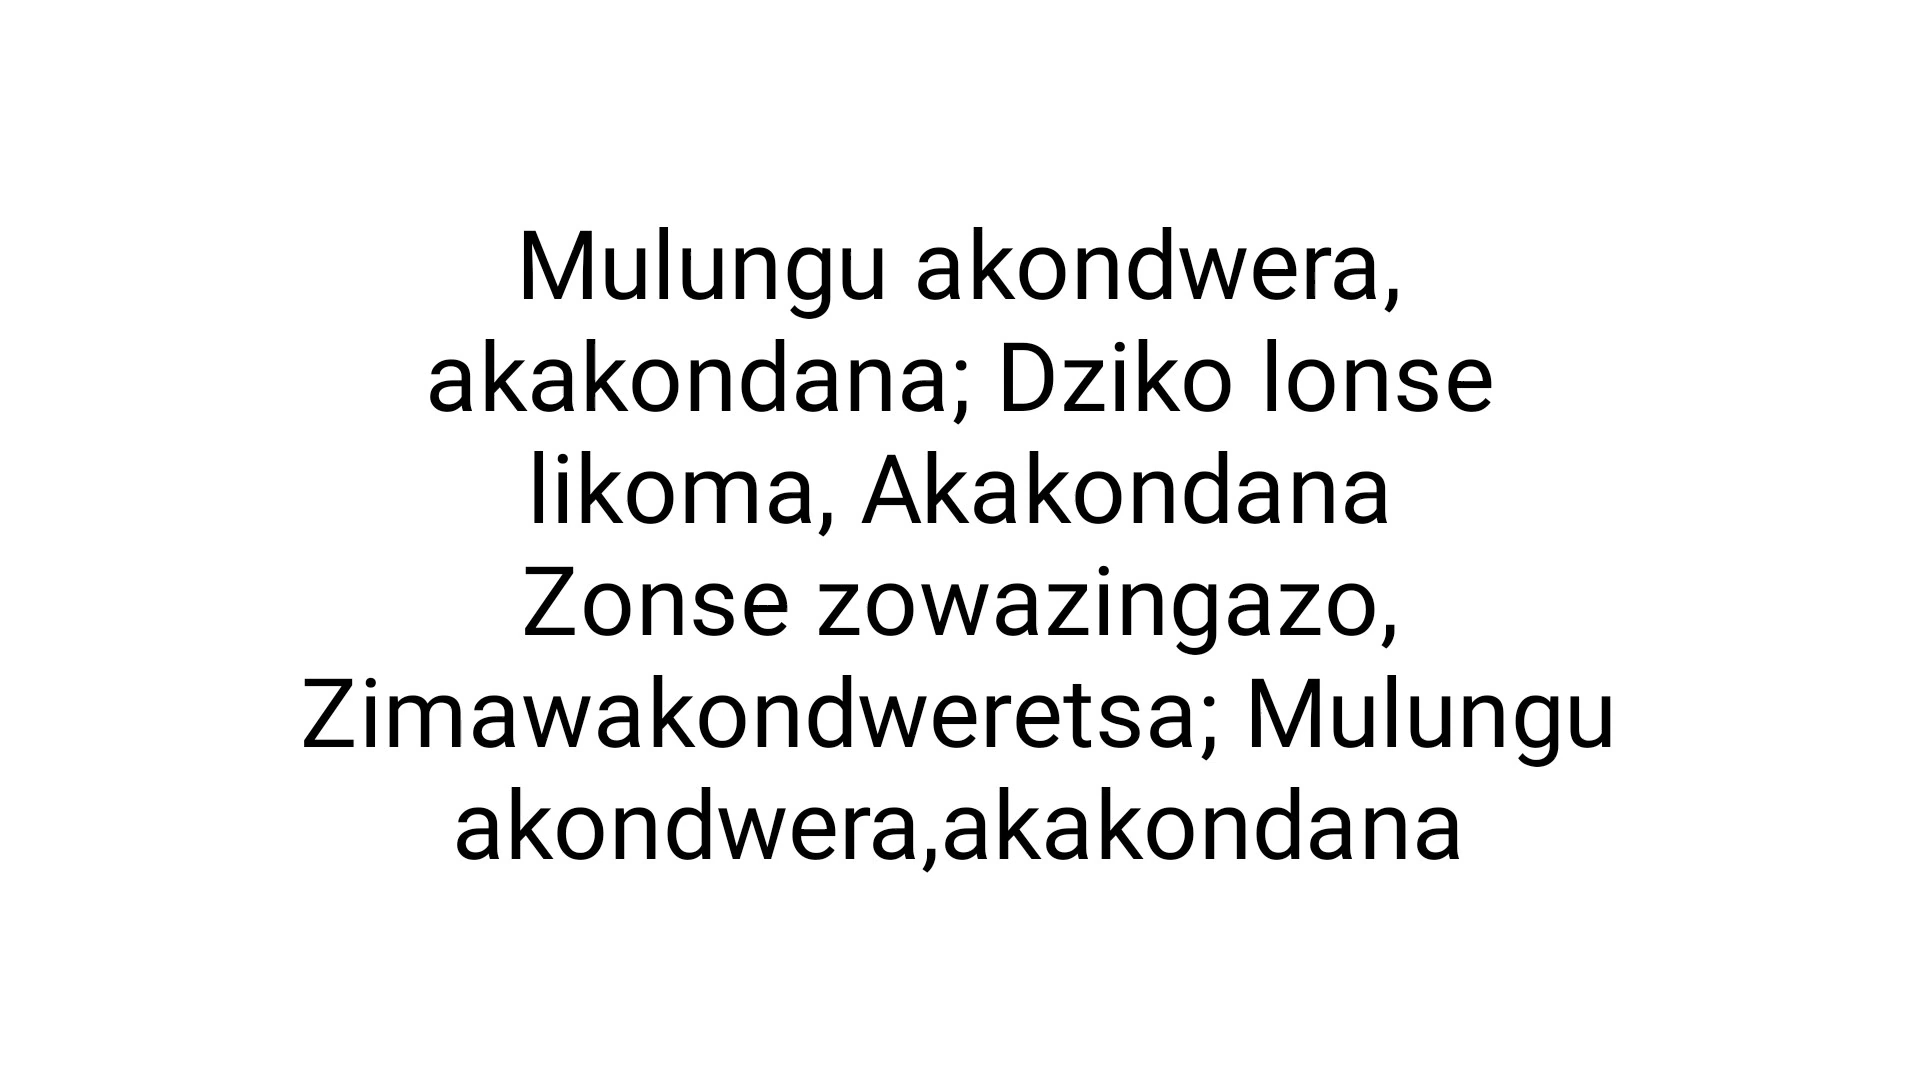 Mulungu akondwera,
akakondana; Dziko lonse
likoma, Akakondana
Zonse zowazingazo,
Zimawakondweretsa; Mulungu
akondwera,akakondana